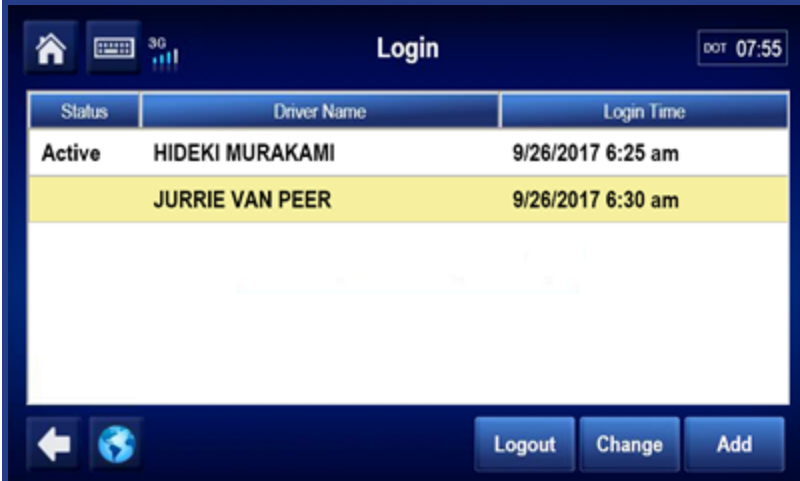 3G
Login
DOT 07:55
Status Driver Name Login Time
Active HIDEKI MURAKAMI 9/26/2017 6:25 am
JURRIE VAN PEER 9/26/2017 6:30 am
Logout Change Add